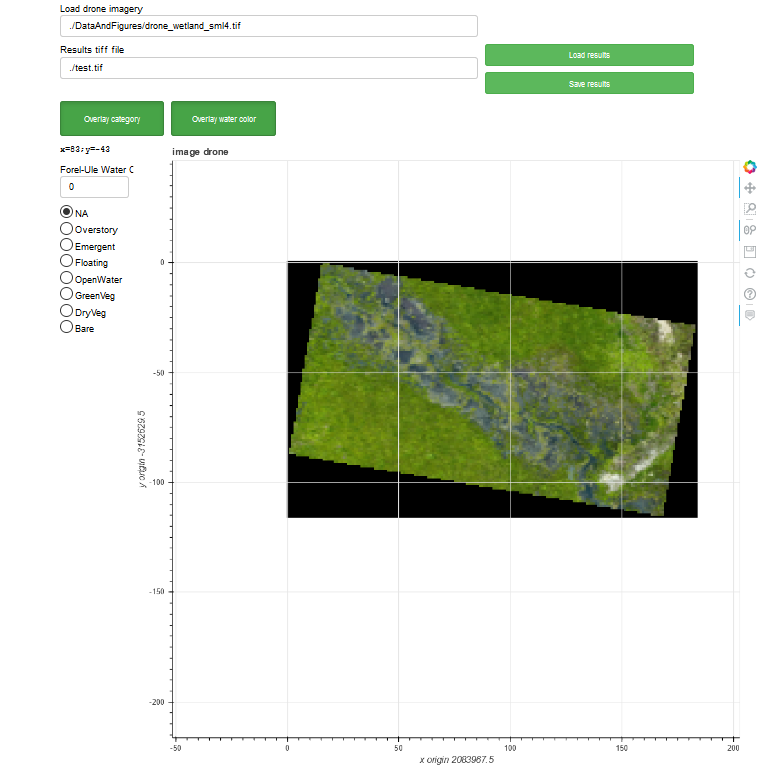 Load drone imagery
./DataAndFigures/drone_wetland_sml4.tif
Results tiff file
./test.tif
Load results
Save results
Overlay category
Overlay water color
x=83;y=-43
image drone
Forel-Ule Water C
0
NA
Overstory
Emergent
Floating
OpenWater
GreenVeg
DryVeg
Bare
0
-50
-100
-150
-200
y origin -3152629.5
-50
0
50
100
150
200
x origin 2083967.5